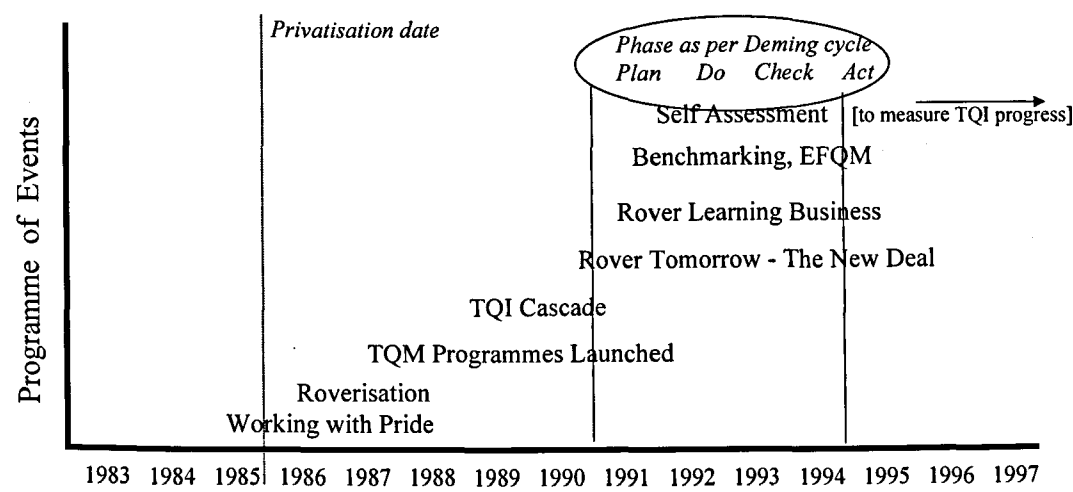 Privatisation date
Phase as per Deming cycle
Plan Do Check Act
Self Assessment [to measure TQI progress]
Benchmarking, EFQM
Rover Learning Business
Rover Tomorrow - The New Deal
TQI Cascade
TQM Programmes Launched
Roverisation
Working with Pride
Programme of Events
1983 1984 1985 1986 1987 1988 1989 1990 1991 1992 1993 1994 1995 1996 1997